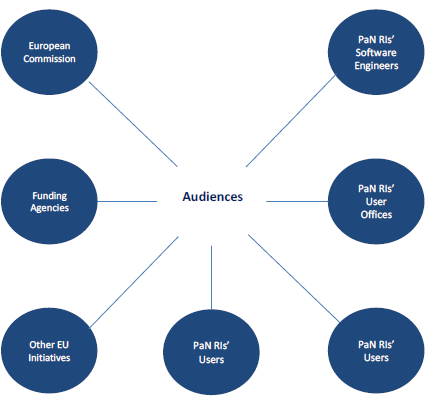 European
Commission
PaN RIs'
Software
Engineers
Funding
Agencies
Audiences
PaN RIs'
User
Offices
Other EU
Initiatives
PaN RIs'
Users
PaN RIs'
Users